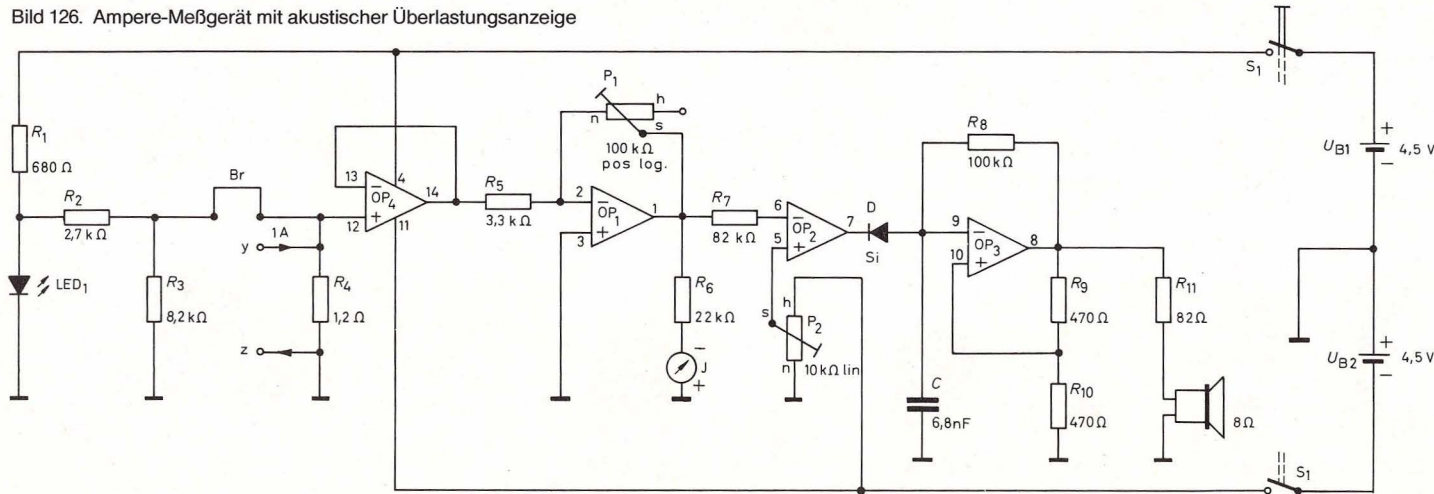 Bild 126. Ampere-Meßgerät mit akustischer Überlastungsanzeige
S1
P1
h
n
s
100 kΩ
pos log.
R1
680 Ω
R8
100kΩ
UB1
+
4,5 V
−
Br
R2
2,7 kΩ
13
−
OP4
4
14
+
12
11
R5
3,3 kΩ
2
−
OP1
1
+
3
R7
82 kΩ
6
−
OP2
7
+
5
D
Si
9
−
OP3
8
+
10
1A
y
LED1
R3
8,2 kΩ
R4
1,2 Ω
z
R6
22 kΩ
−
J
+
h
s
P2
n
10 kΩ lin
R9
470 Ω
R11
82 Ω
C
6,8nF
R10
470 Ω
8 Ω
UB2
+
4,5 V
−
S1